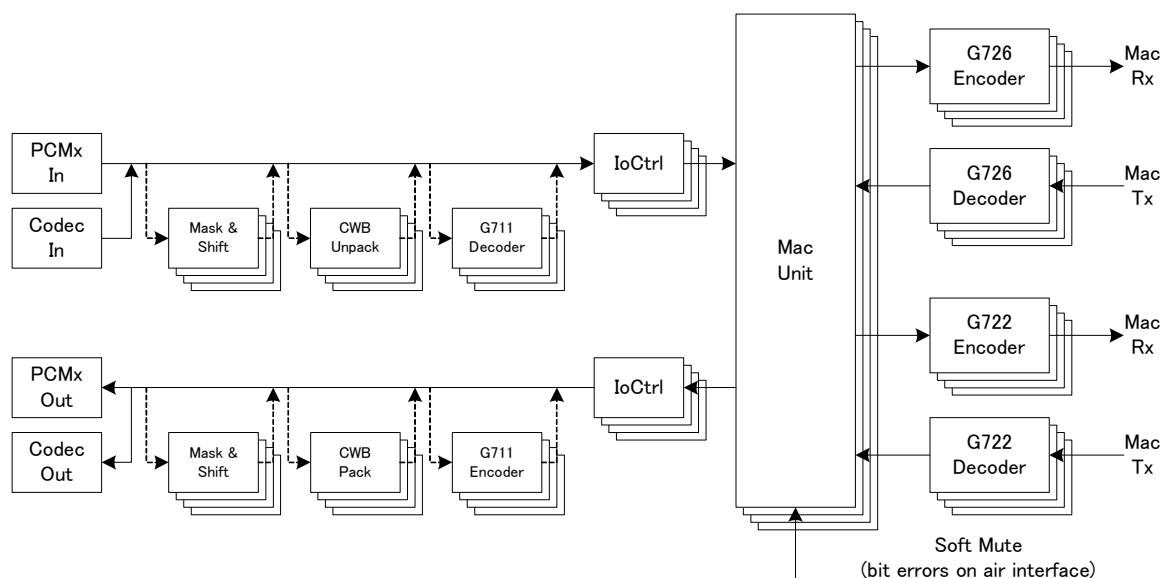 PCMx
In
Codec
In
Mask &
Shift
CWB
Unpack
G711
Decoder
IoCtrl
PCMx
Out
Codec
Out
Mask &
Shift
CWB
Pack
G711
Encoder
IoCtrl
Mac
Unit
G726
Encoder
Mac
Rx
G726
Decoder
Mac
Tx
G722
Encoder
Mac
Rx
G722
Decoder
Mac
Tx
Soft Mute
(bit errors on air interface)